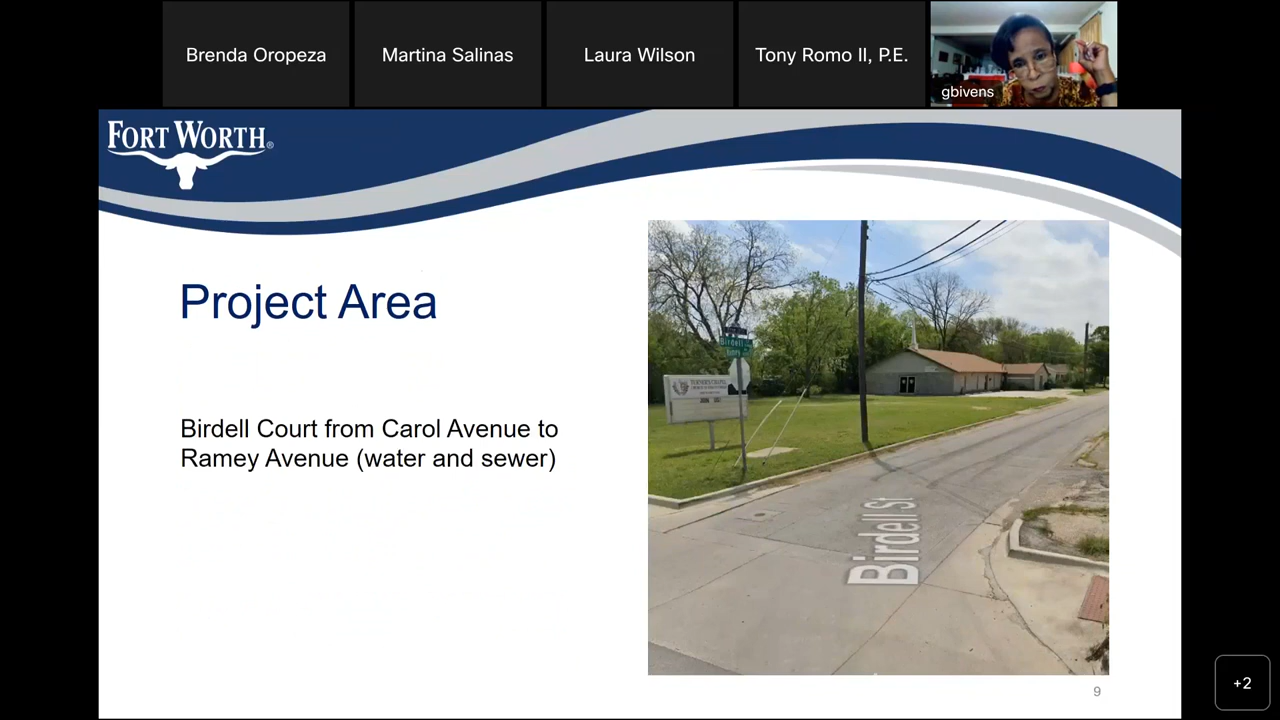 Brenda Oropeza
Martina Salinas
Laura Wilson
Tony Romo II, P.E.
gbivens
FORT WORTH®
Project Area
Birdell Court from Carol Avenue to
Ramey Avenue (water and sewer)
Birdell
Birdell St
9
+2